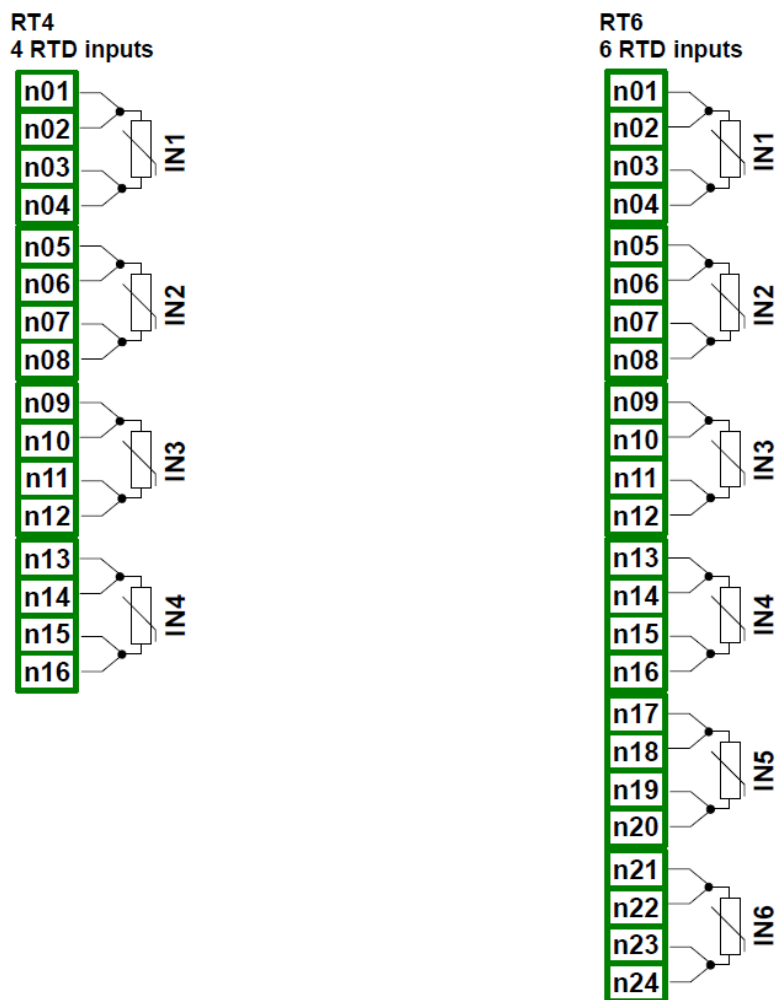 RT4
4 RTD inputs
n01
n02
n03
n04
IN1
n05
n06
n07
n08
IN2
n09
n10
n11
n12
IN3
n13
n14
n15
n16
IN4
RT6
6 RTD inputs
n01
n02
n03
n04
IN1
n05
n06
n07
n08
IN2
n09
n10
n11
n12
IN3
n13
n14
n15
n16
IN4
n17
n18
n19
n20
IN5
n21
n22
n23
n24
IN6